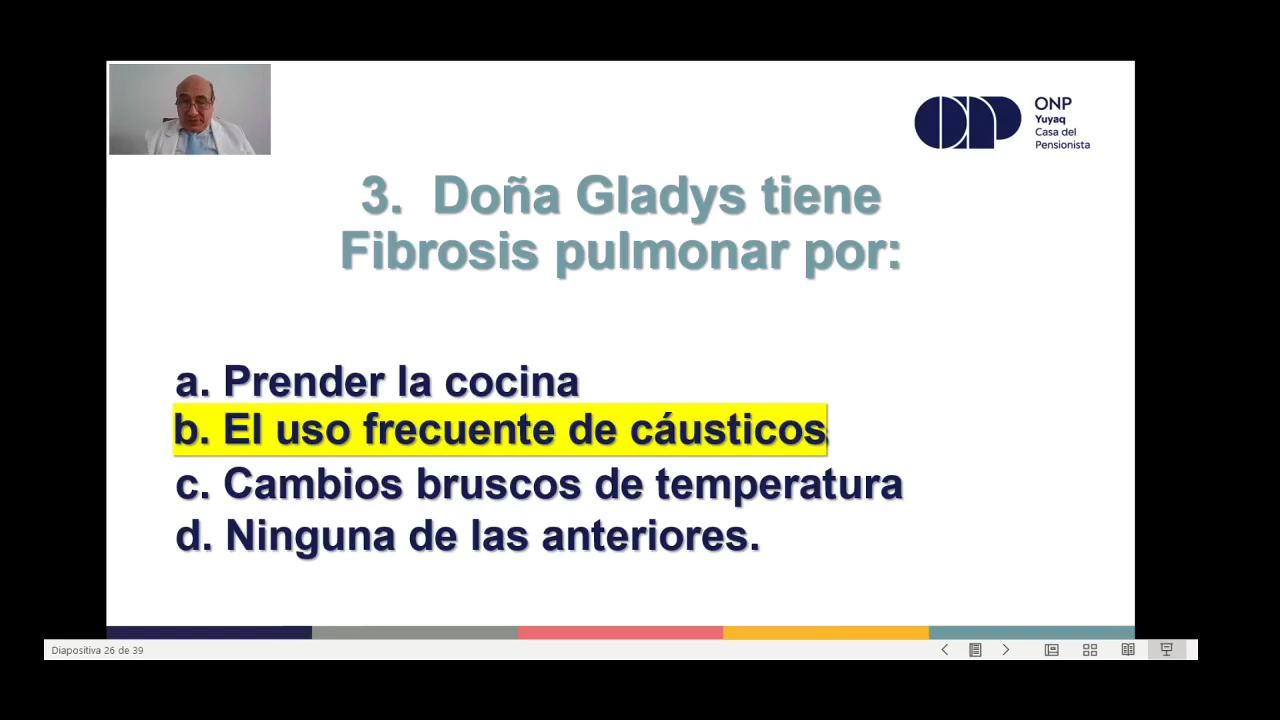 ONP
Yuyaq
Casa del
Pensionista
3. Doña Gladys tiene
Fibrosis pulmonar por:
a. Prender la cocina
b. El uso frecuente de cáusticos
c. Cambios bruscos de temperatura
d. Ninguna de las anteriores.
Diapositiva 26 de 39